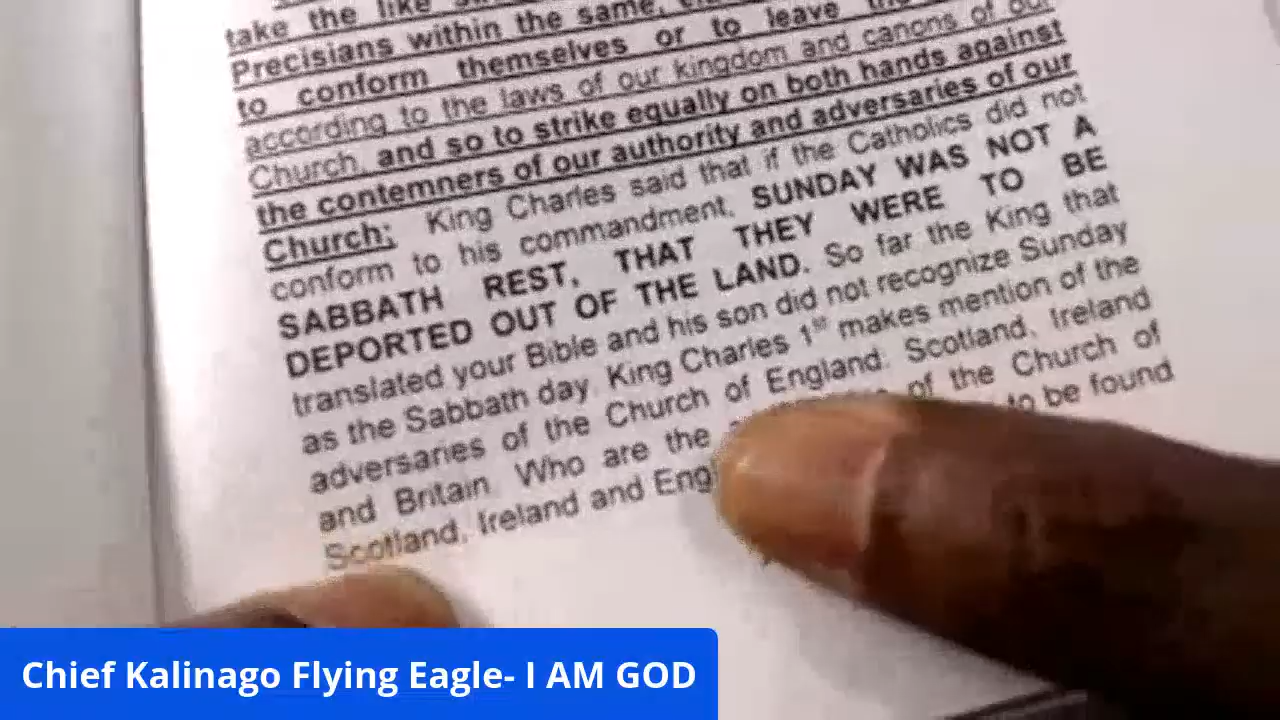 take the like
Precisians within the same,
to conform themselves or to leave
according to the laws of our kingdom and canons of our
Church, and so to strike equally on both hands against
the contemners of our authority and adversaries of our
Church; King Charles said that if the Catholics did not
conform to his commandment, SUNDAY WAS NOT A
SABBATH REST, THAT THEY WERE TO BE
DEPORTED OUT OF THE LAND. So far the King that
translated your Bible and his son did not recognize Sunday
as the Sabbath day. King Charles 1st makes mention of the
adversaries of the Church of England. Scotland, Ireland
and Britain. Who are the of the Church of
Scotland, Ireland and to be found
Chief Kalinago Flying Eagle- I AM GOD